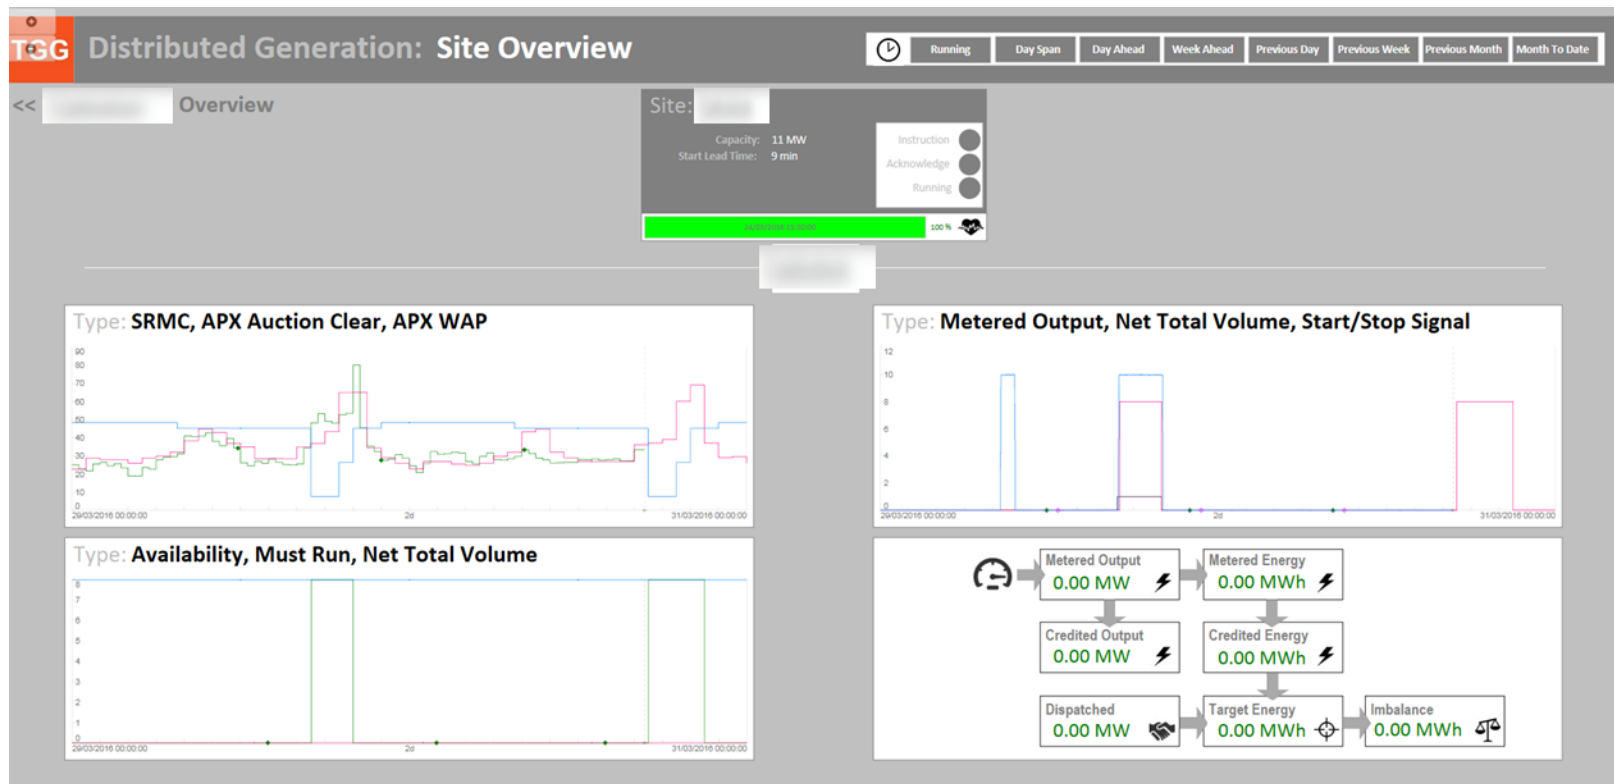 TSG
Distributed Generation: Site Overview
Running Day Span Day Ahead Week Ahead Previous Day Previous Week Previous Month Month To Date
<< Overview
Site:
Capacity: 11 MW
Start Lead Time: 9 min
Instruction
Acknowledge
Running
100 %
Type: SRMC, APX Auction Clear, APX WAP
90
80
70
60
50
40
30
20
10
0
29/03/2016 00:00:00 2d 31/03/2016 00:00:00
Type: Metered Output, Net Total Volume, Start/Stop Signal
12
10
8
6
4
2
0
29/03/2016 00:00:00 2d 31/03/2016 00:00:00
Type: Availability, Must Run, Net Total Volume
8
7
6
5
4
3
2
1
0
29/03/2016 00:00:00 2d 31/03/2016 00:00:00
Metered Output
0.00 MW
Metered Energy
0.00 MWh
Credited Output
0.00 MW
Credited Energy
0.00 MWh
Dispatched
0.00 MW
Target Energy
0.00 MWh
Imbalance
0.00 MWh